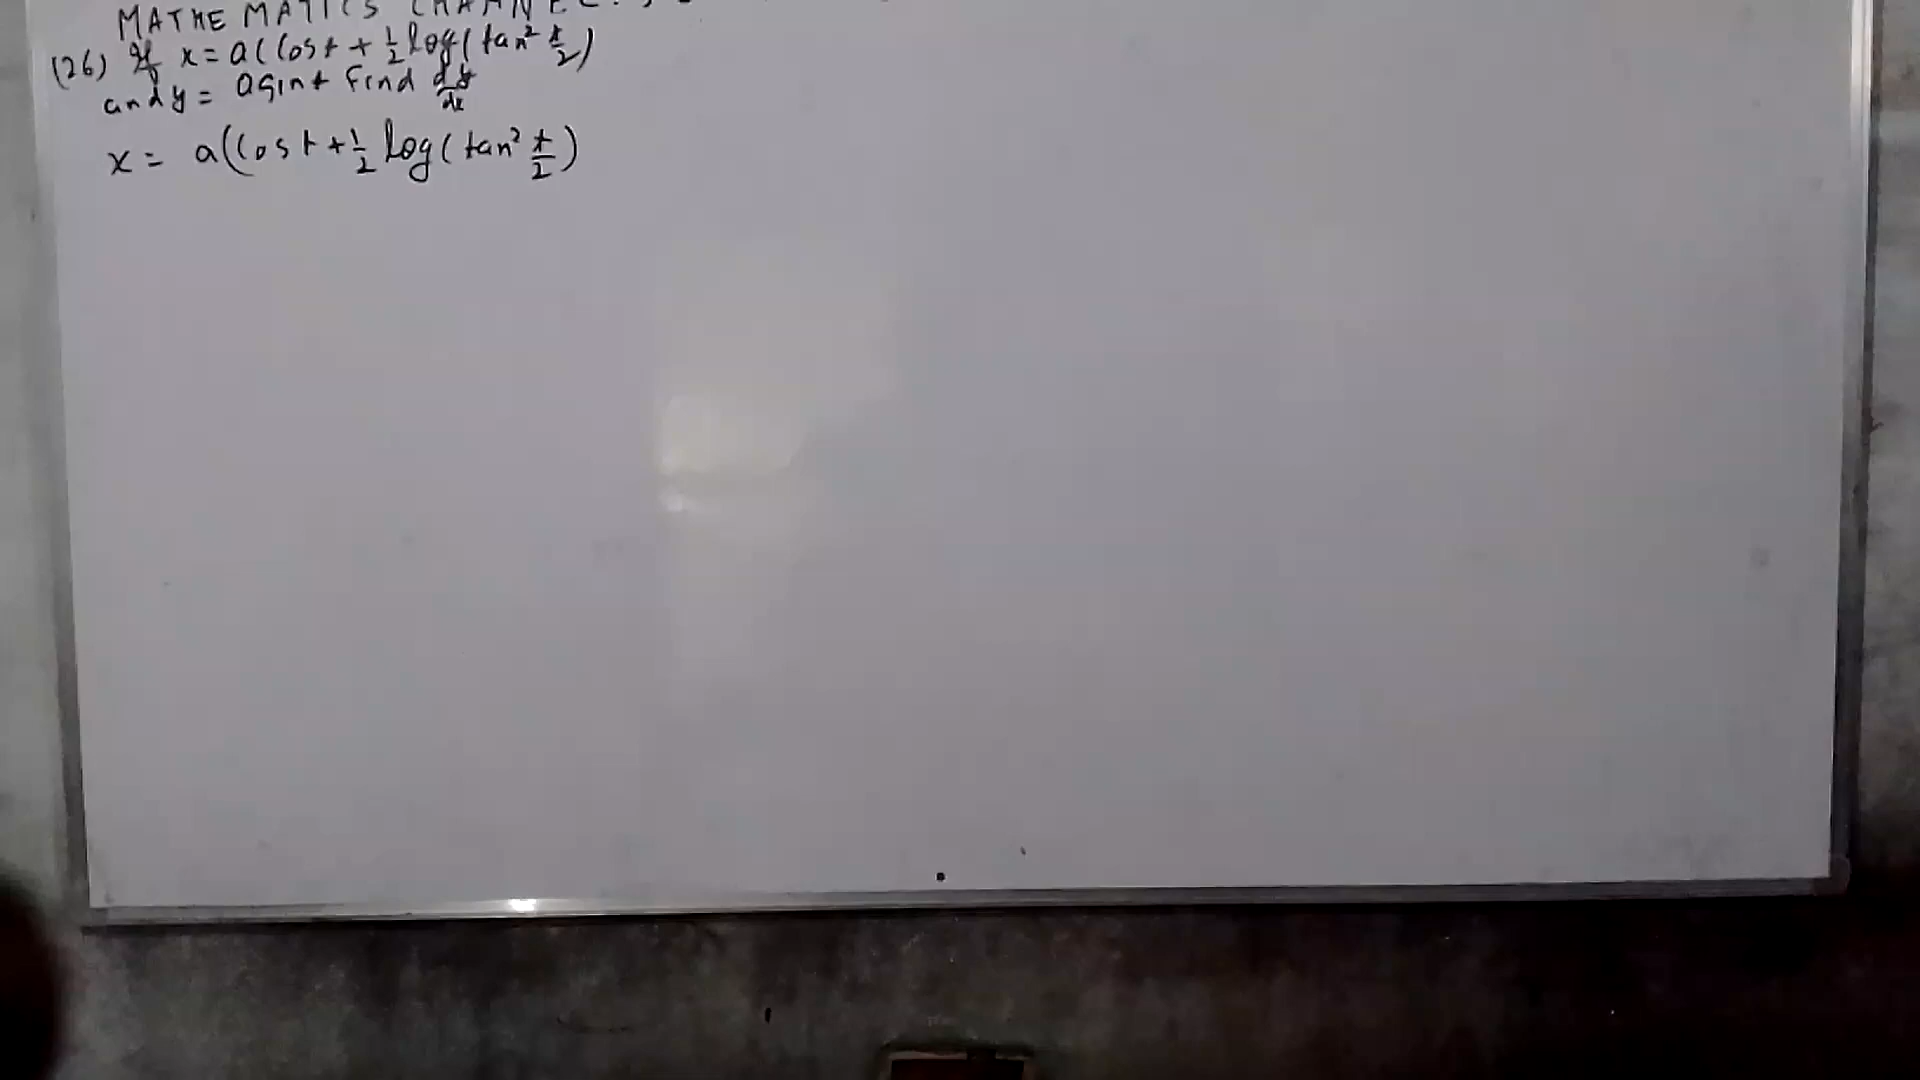 MATHEMATICS CHANNEL
(26) If x = a(Cost + 1/2 log(tan² t/2)
and y = a sint Find dy/dx
x = a(Cost + 1/2 log(tan² t/2)